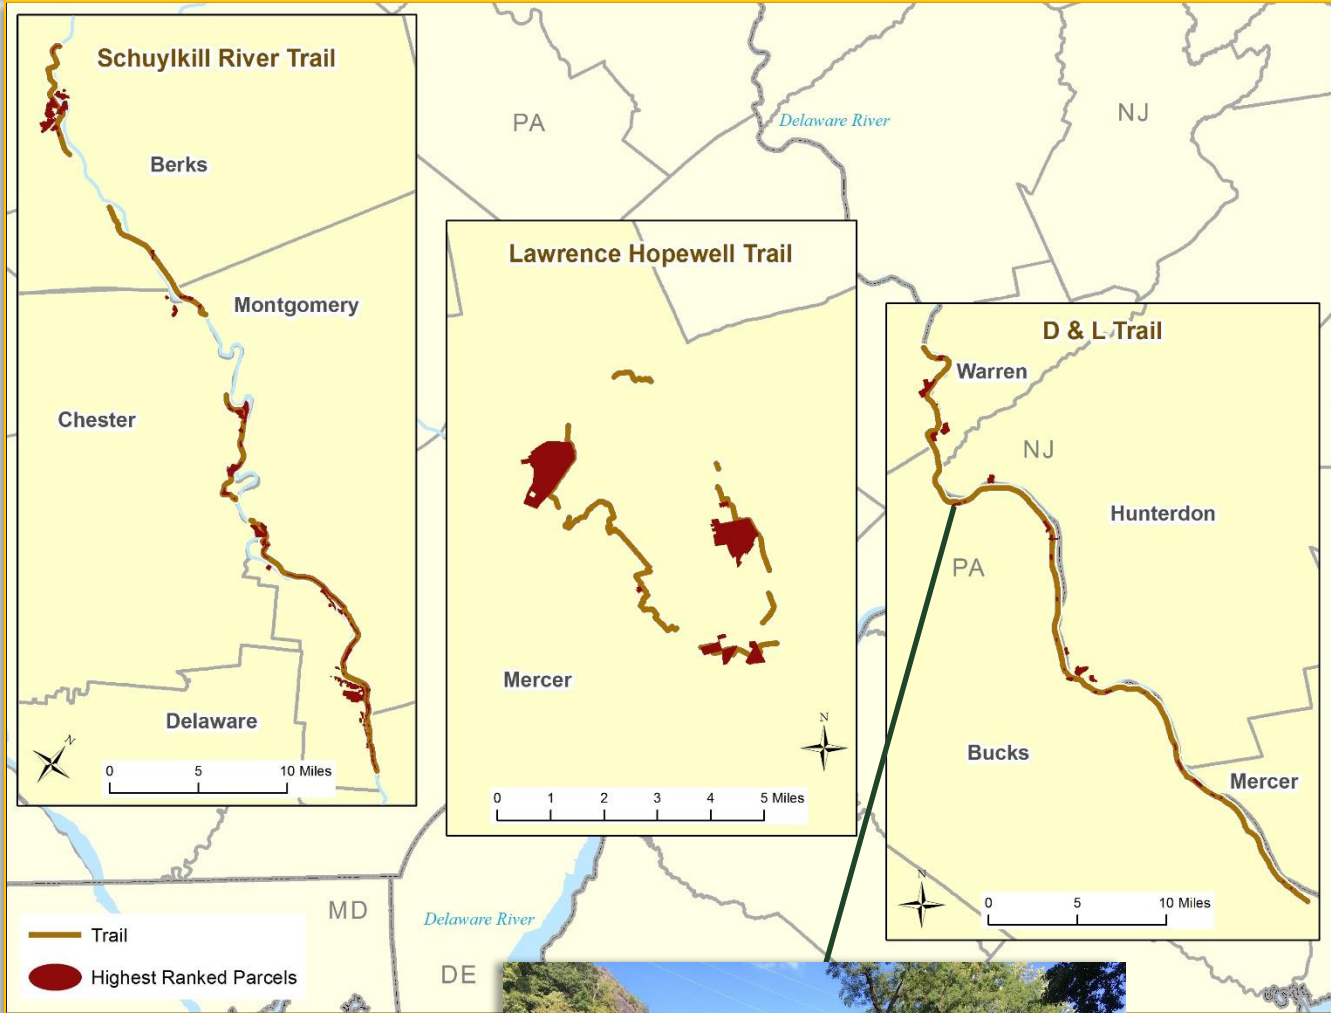 Schuylkill River Trail
Berks
Montgomery
Chester
Delaware
N
0 5 10 Miles
PA
Delaware River
NJ
Lawrence Hopewell Trail
Mercer
N
0 1 2 3 4 5 Miles
D & L Trail
Warren
NJ
Hunterdon
PA
Bucks
Mercer
N
0 5 10 Miles
MD
Delaware River
DE
Trail
Highest Ranked Parcels